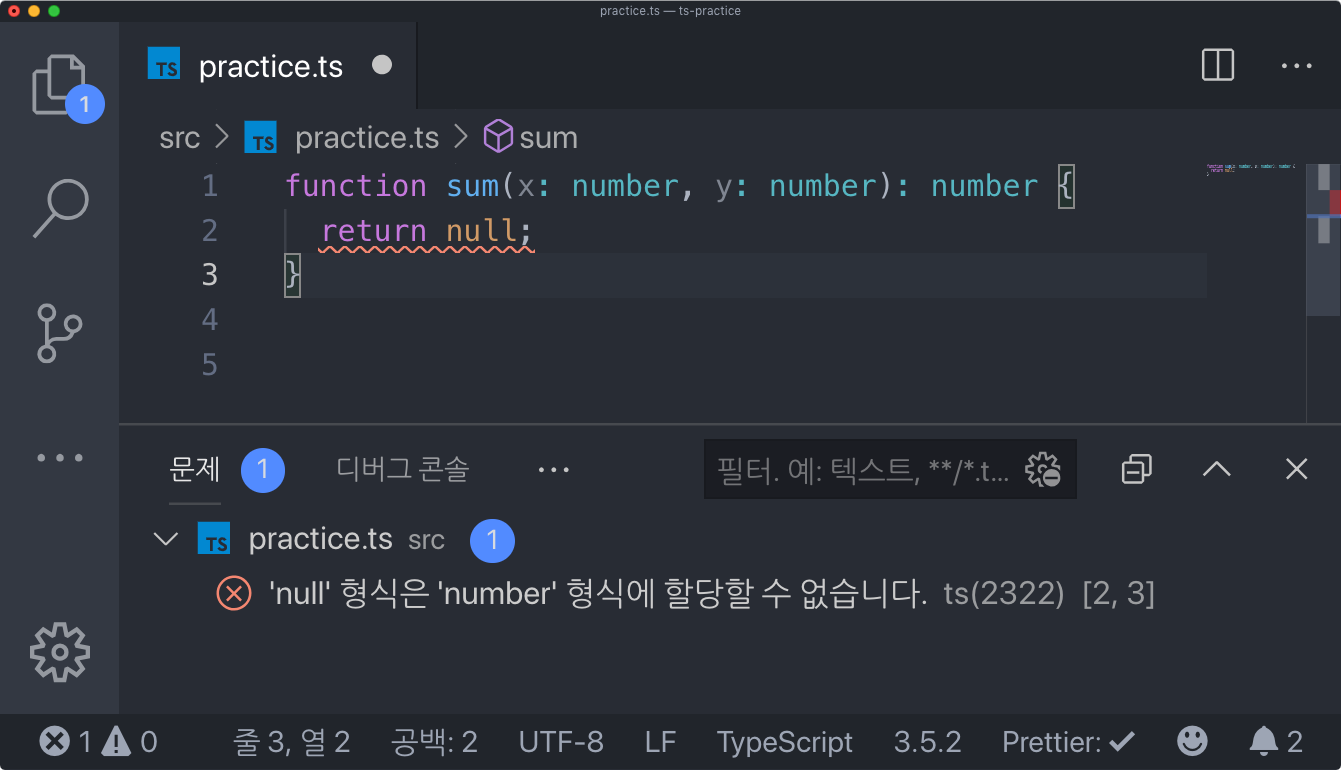 practice.ts — ts-practice
TS practice.ts
1
src > TS practice.ts > sum
1 function sum(x: number, y: number): number {
2 return null;
3 }
4
5
문제 1 디버그 콘솔 ··· 필터. 예: 텍스트, **/*.t...
TS practice.ts src 1
'null' 형식은 'number' 형식에 할당할 수 없습니다. ts(2322) [2, 3]
1 0 줄 3, 열 2 공백: 2 UTF-8 LF TypeScript 3.5.2 Prettier: ✓ 2